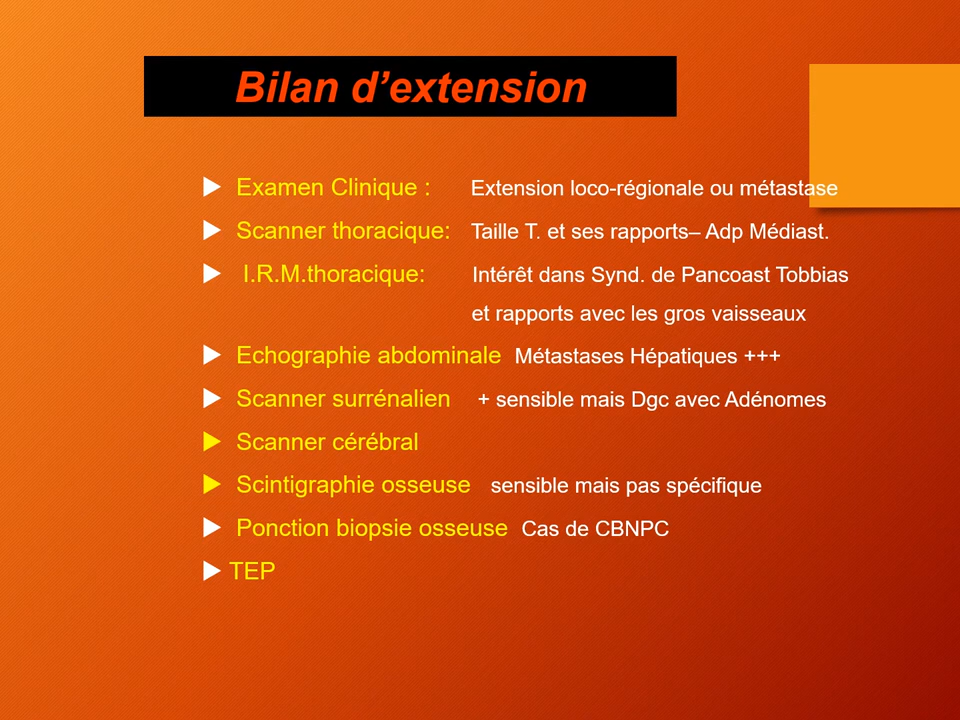 Bilan d’extension
Examen Clinique : Extension loco-régionale ou métastase
Scanner thoracique: Taille T. et ses rapports– Adp Médiast.
I.R.M.thoracique: Intérêt dans Synd. de Pancoast Tobbias
et rapports avec les gros vaisseaux
Echographie abdominale Métastases Hépatiques +++
Scanner surrénalien + sensible mais Dgc avec Adénomes
Scanner cérébral
Scintigraphie osseuse sensible mais pas spécifique
Ponction biopsie osseuse Cas de CBNPC
TEP